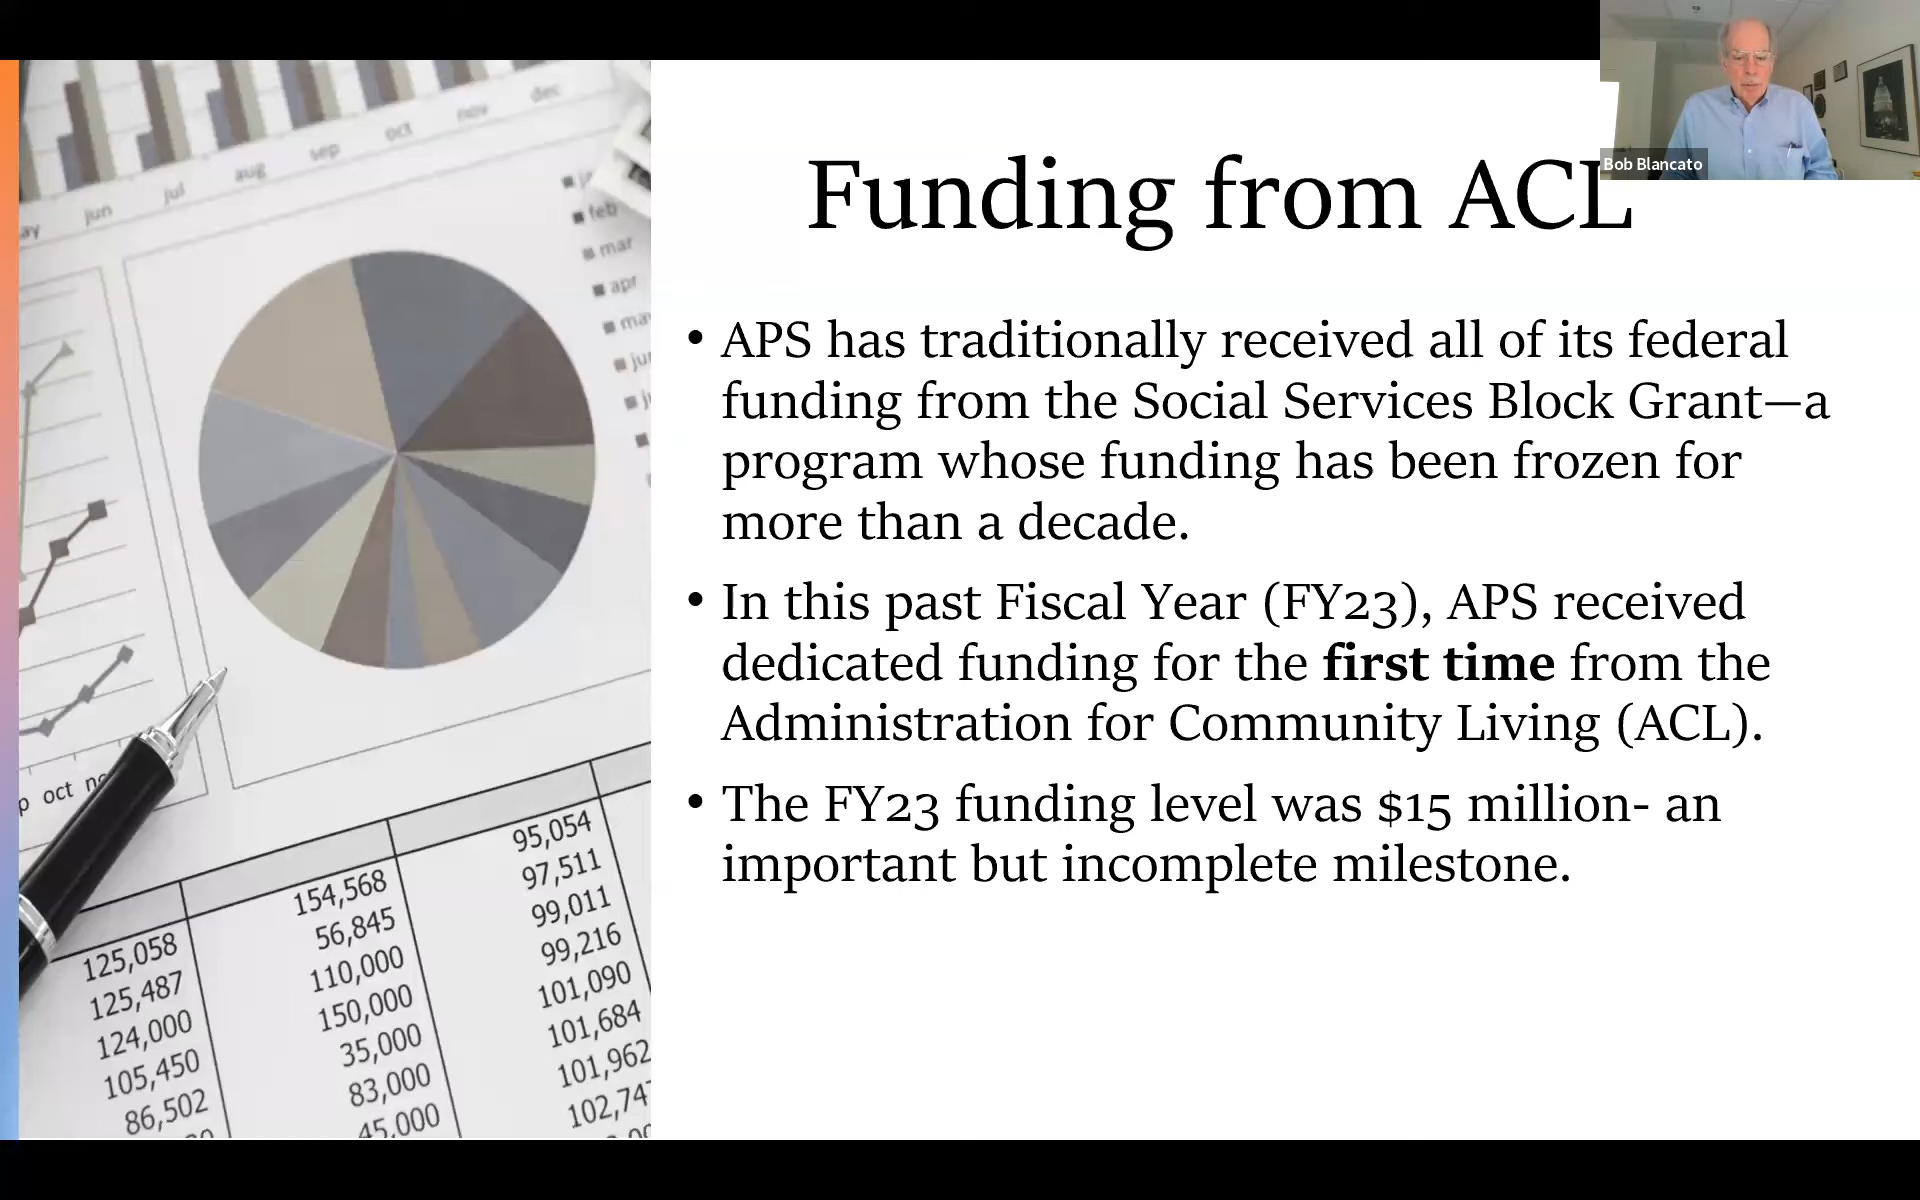 Bob Blancato
Funding from ACL
• APS has traditionally received all of its federal
funding from the Social Services Block Grant—a
program whose funding has been frozen for
more than a decade.
• In this past Fiscal Year (FY23), APS received
dedicated funding for the first time from the
Administration for Community Living (ACL).
• The FY23 funding level was $15 million- an
important but incomplete milestone.
jun jul aug sep oct nov dec
feb
mar
apr
oct
125,058
125,487
124,000
105,450
86,502
154,568
56,845
110,000
150,000
35,000
83,000
45,000
95,054
97,511
99,011
99,216
101,090
101,684
101,962